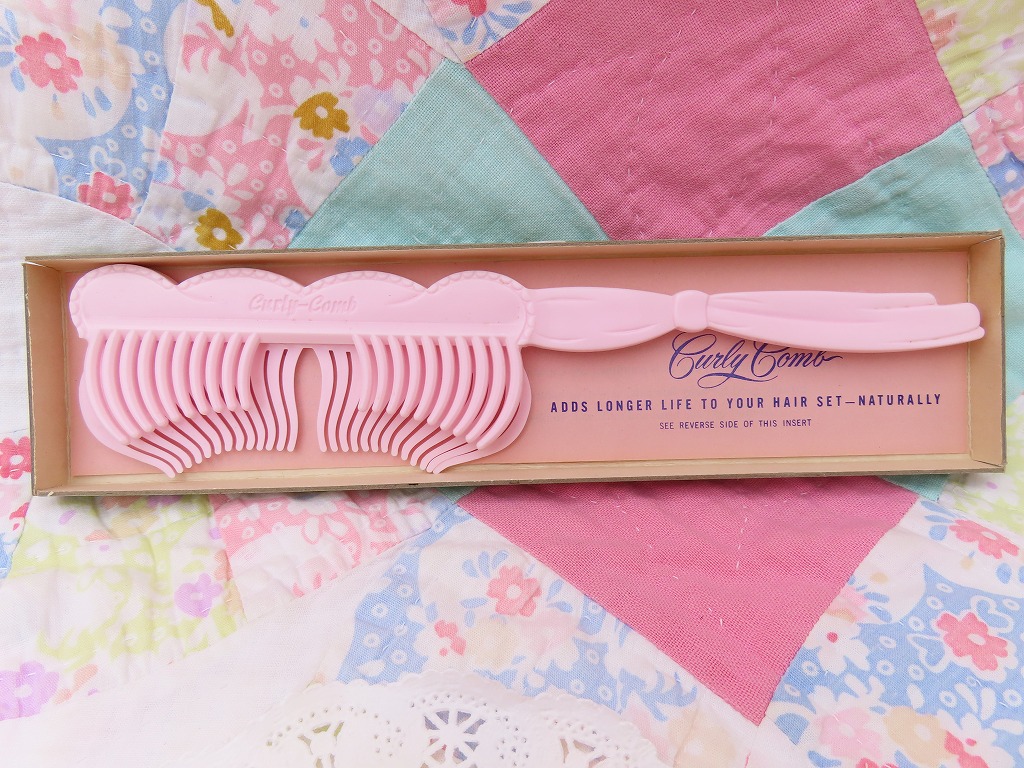 Curly-Comb
Curly Comb
ADDS LONGER LIFE TO YOUR HAIR SET—NATURALLY
SEE REVERSE SIDE OF THIS INSERT